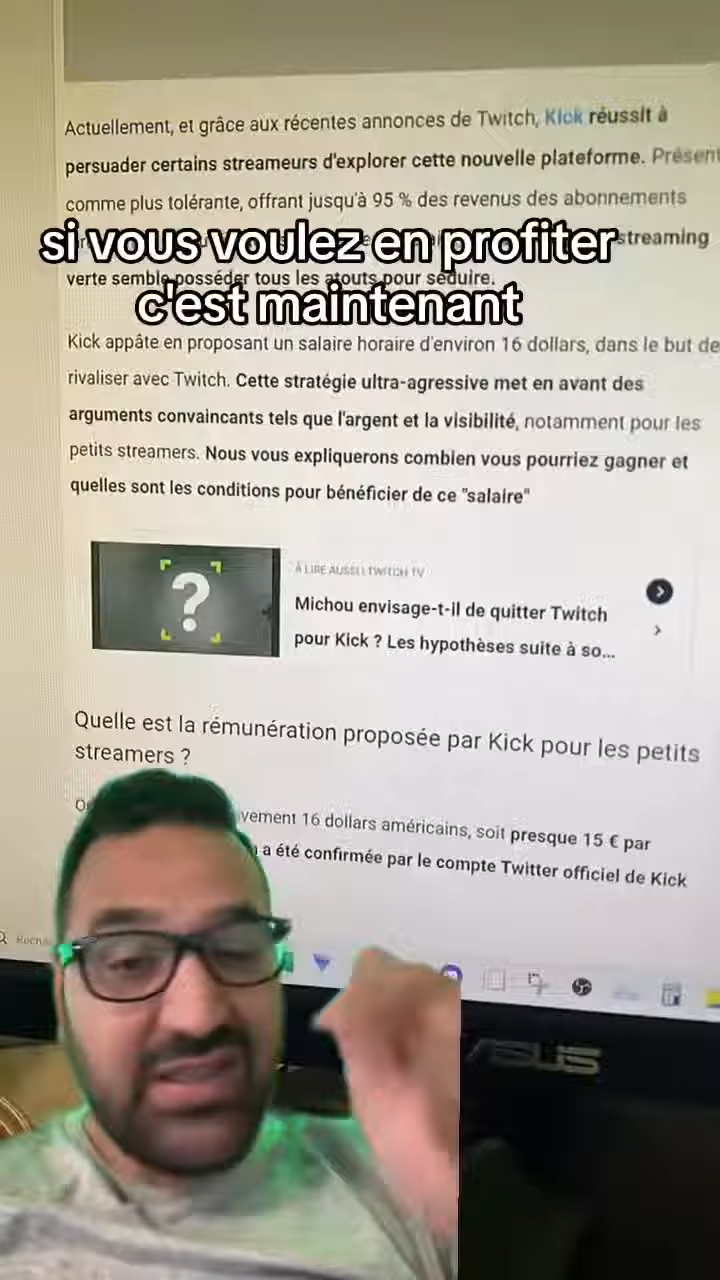 Actuellement, et grâce aux récentes annonces de Twitch, Kick réussit à
persuader certains streameurs d'explorer cette nouvelle plateforme. Présent
comme plus tolérante, offrant jusqu'à 95 % des revenus des abonnements
streaming
si vous voulez en profiter
verte semble posséder tous les atouts pour séduire.
c'est maintenant
Kick appâte en proposant un salaire horaire d'environ 16 dollars, dans le but de
rivaliser avec Twitch. Cette stratégie ultra-agressive met en avant des
arguments convaincants tels que l'argent et la visibilité, notamment pour les
petits streamers. Nous vous expliquerons combien vous pourriez gagner et
quelles sont les conditions pour bénéficier de ce "salaire"
À LIRE AUSSI : TWITCH TV
Michou envisage-t-il de quitter Twitch
pour Kick ? Les hypothèses suite à so...
Quelle est la rémunération proposée par Kick pour les petits
streamers ?
vement 16 dollars américains, soit presque 15 € par
a été confirmée par le compte Twitter officiel de Kick
ASUS